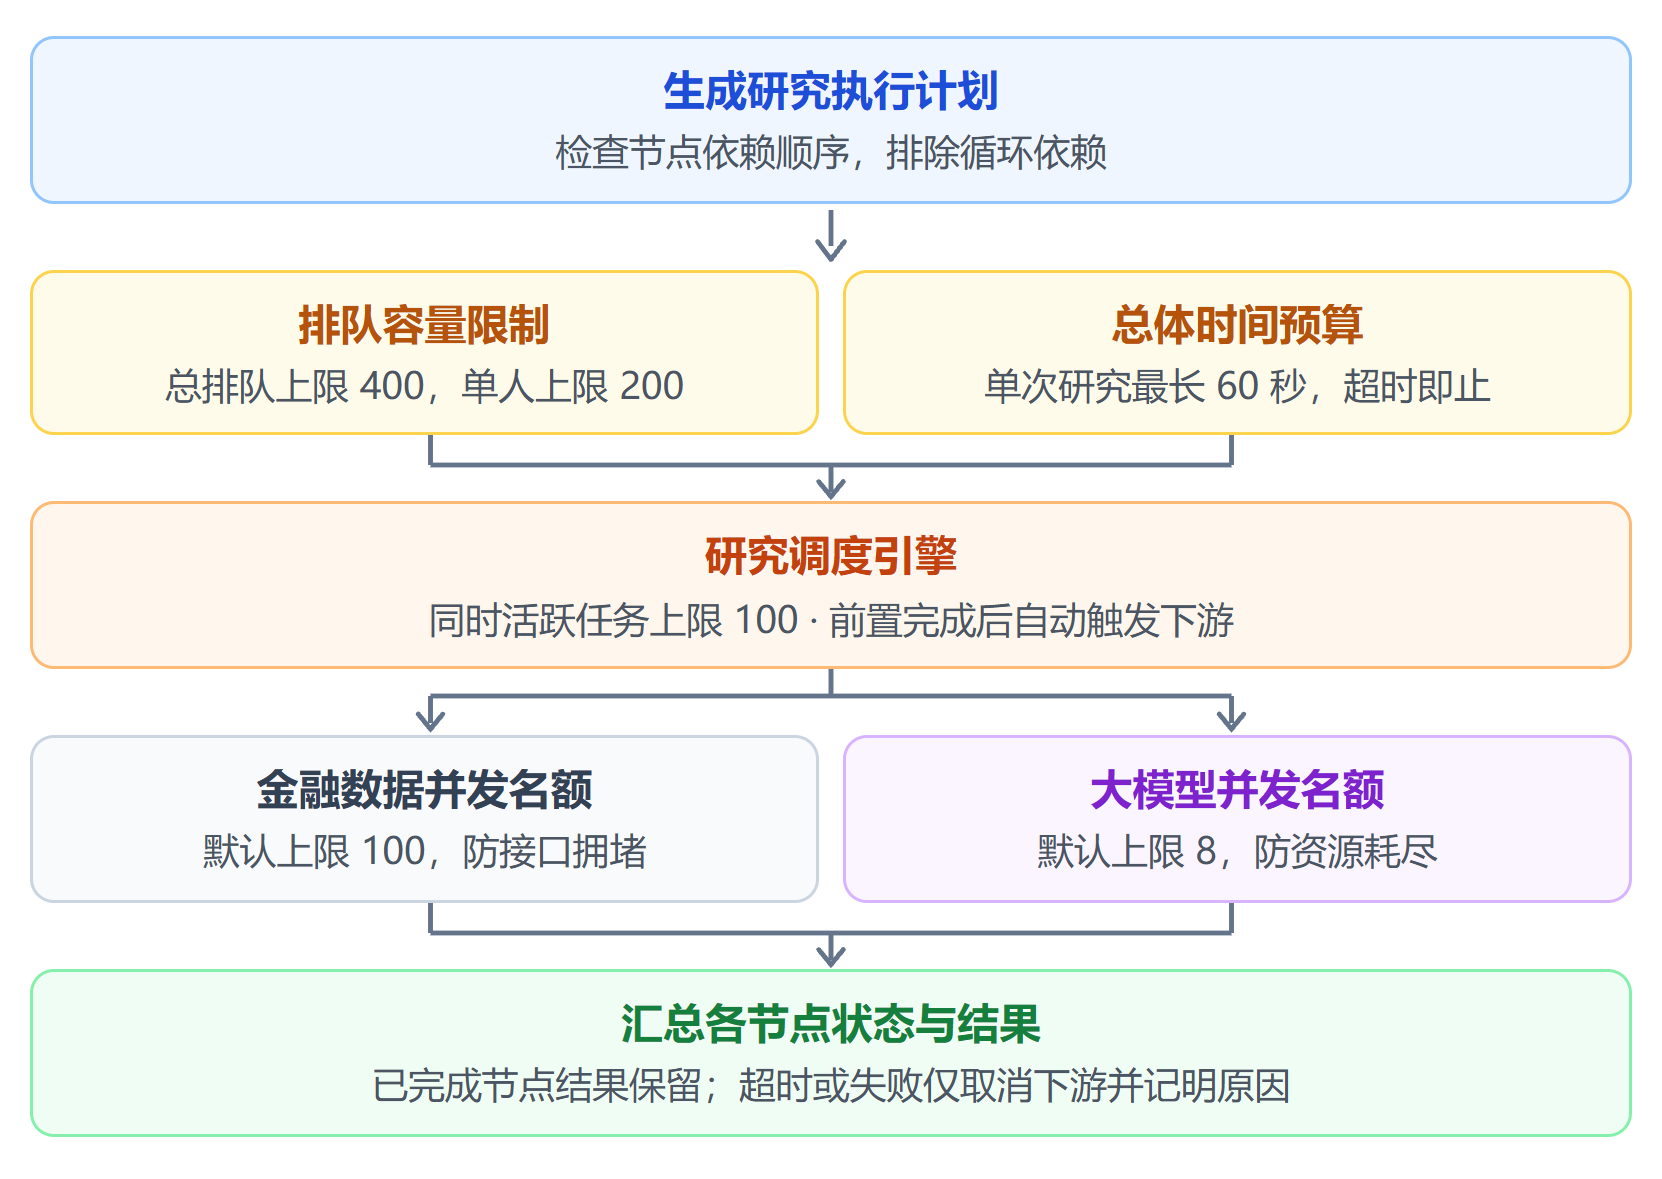 生成研究执行计划
检查节点依赖顺序，排除循环依赖
排队容量限制
总排队上限 400，单人上限 200
总体时间预算
单次研究最长 60 秒，超时即止
研究调度引擎
同时活跃任务上限 100 · 前置完成后自动触发下游
金融数据并发名额
默认上限 100，防接口拥堵
大模型并发名额
默认上限 8，防资源耗尽
汇总各节点状态与结果
已完成节点结果保留；超时或失败仅取消下游并记明原因